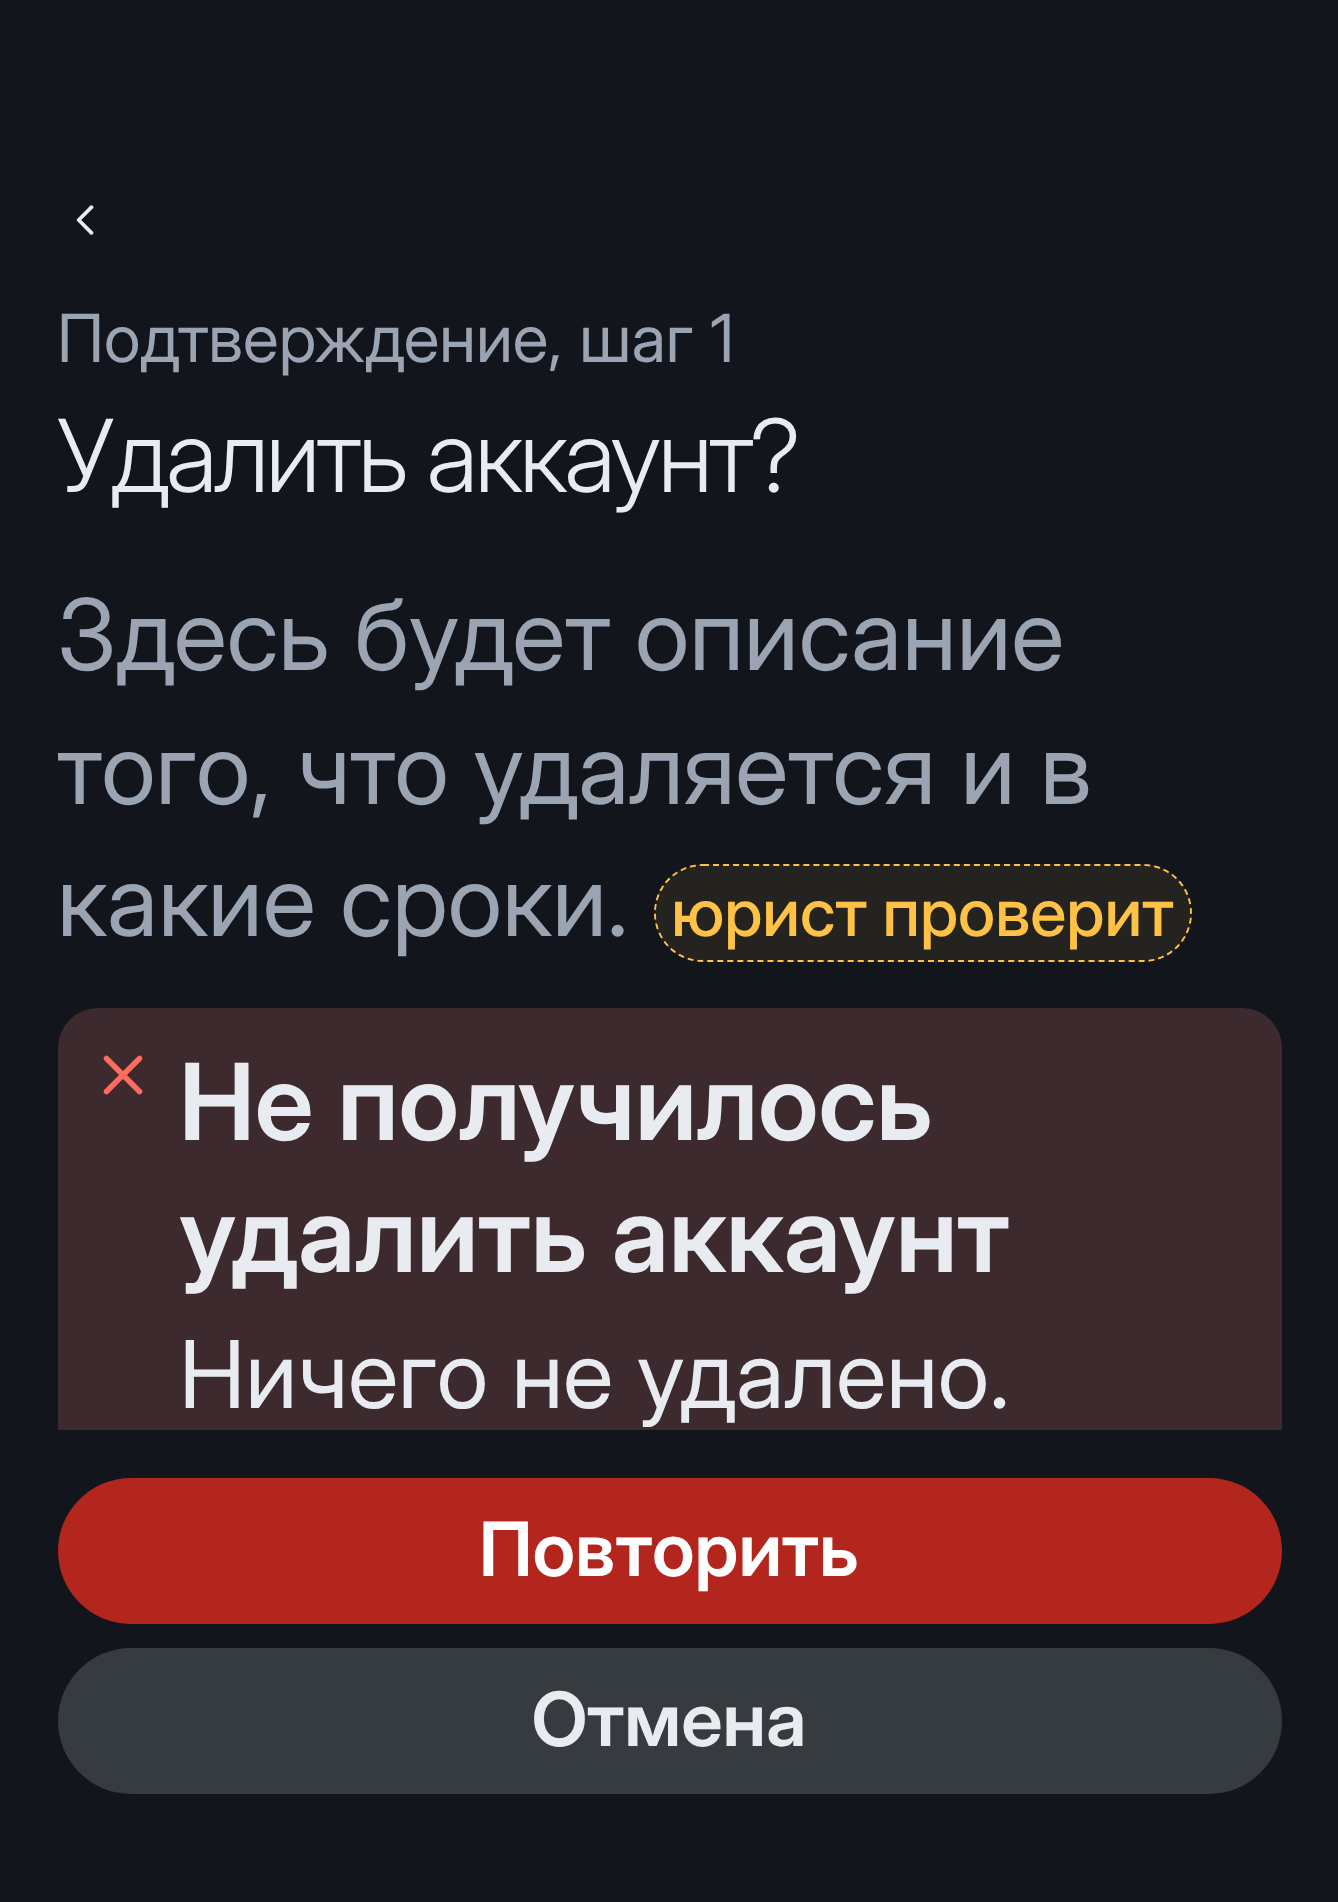 Подтверждение, шаг 1
Удалить аккаунт?
Здесь будет описание
того, что удаляется и в
какие сроки. юрист проверит
Не получилось
удалить аккаунт
Ничего не удалено.
Повторить
Отмена